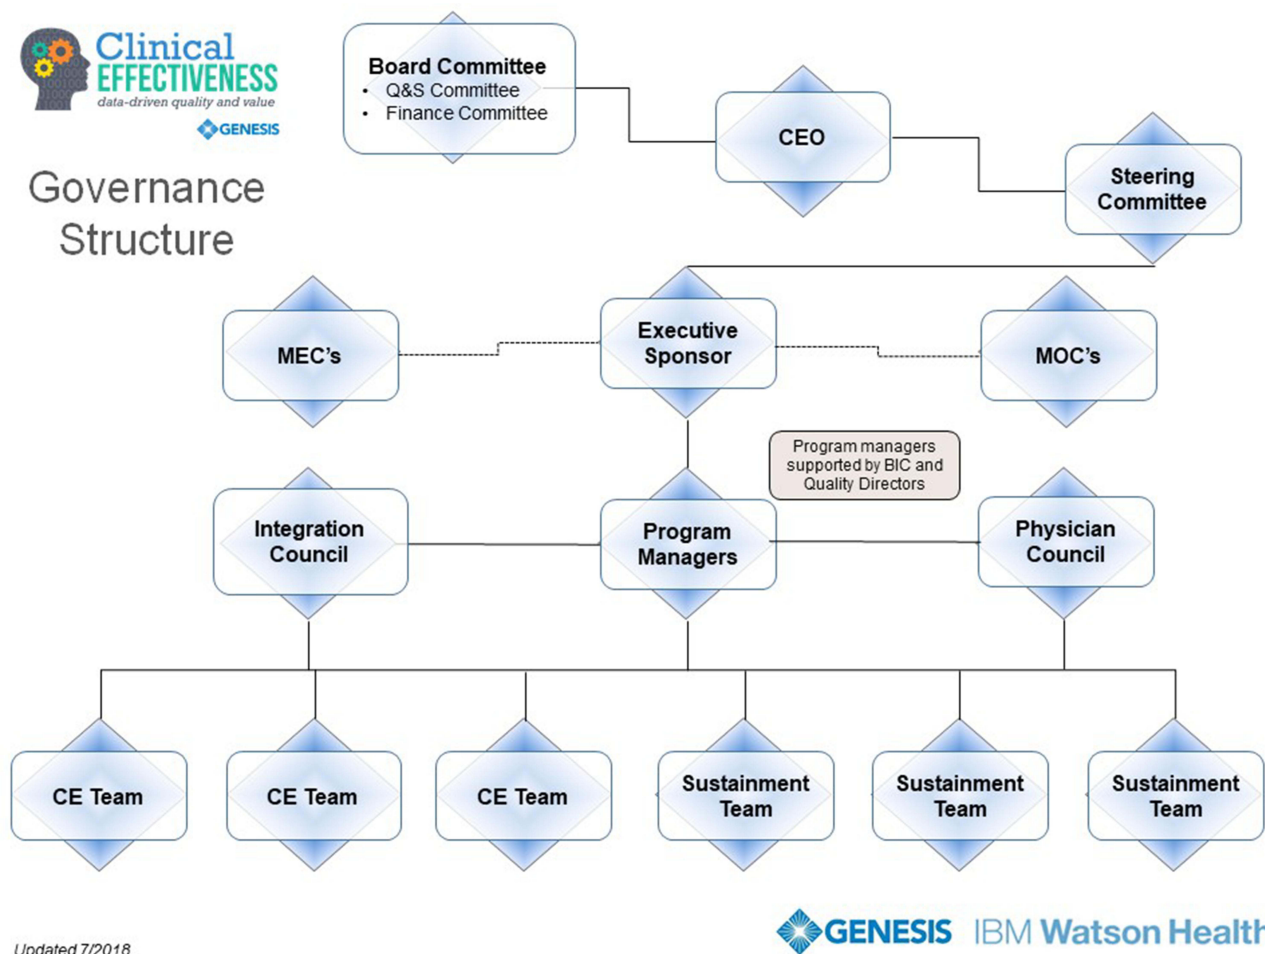 Clinical
EFFECTIVENESS
data-driven quality and value
GENESIS
Governance
Structure
Board Committee
• Q&S Committee
• Finance Committee
CEO
Steering
Committee
MEC's
Executive
Sponsor
MOC's
Program managers
supported by BIC and
Quality Directors
Integration
Council
Program
Managers
Physician
Council
CE Team
CE Team
CE Team
Sustainment
Team
Sustainment
Team
Sustainment
Team
Updated 7/2018
GENESIS
IBM Watson Health